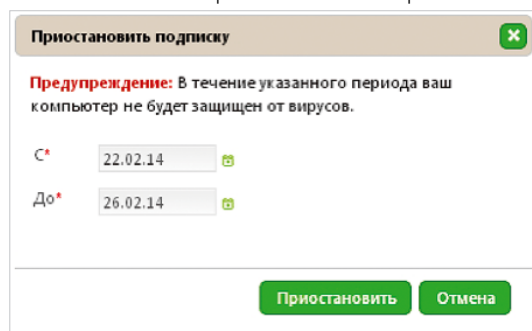 Приостановить подписку
Предупреждение: В течение указанного периода ваш
компьютер не будет защищен от вирусов.
С* 22.02.14
До* 26.02.14
Приостановить Отмена